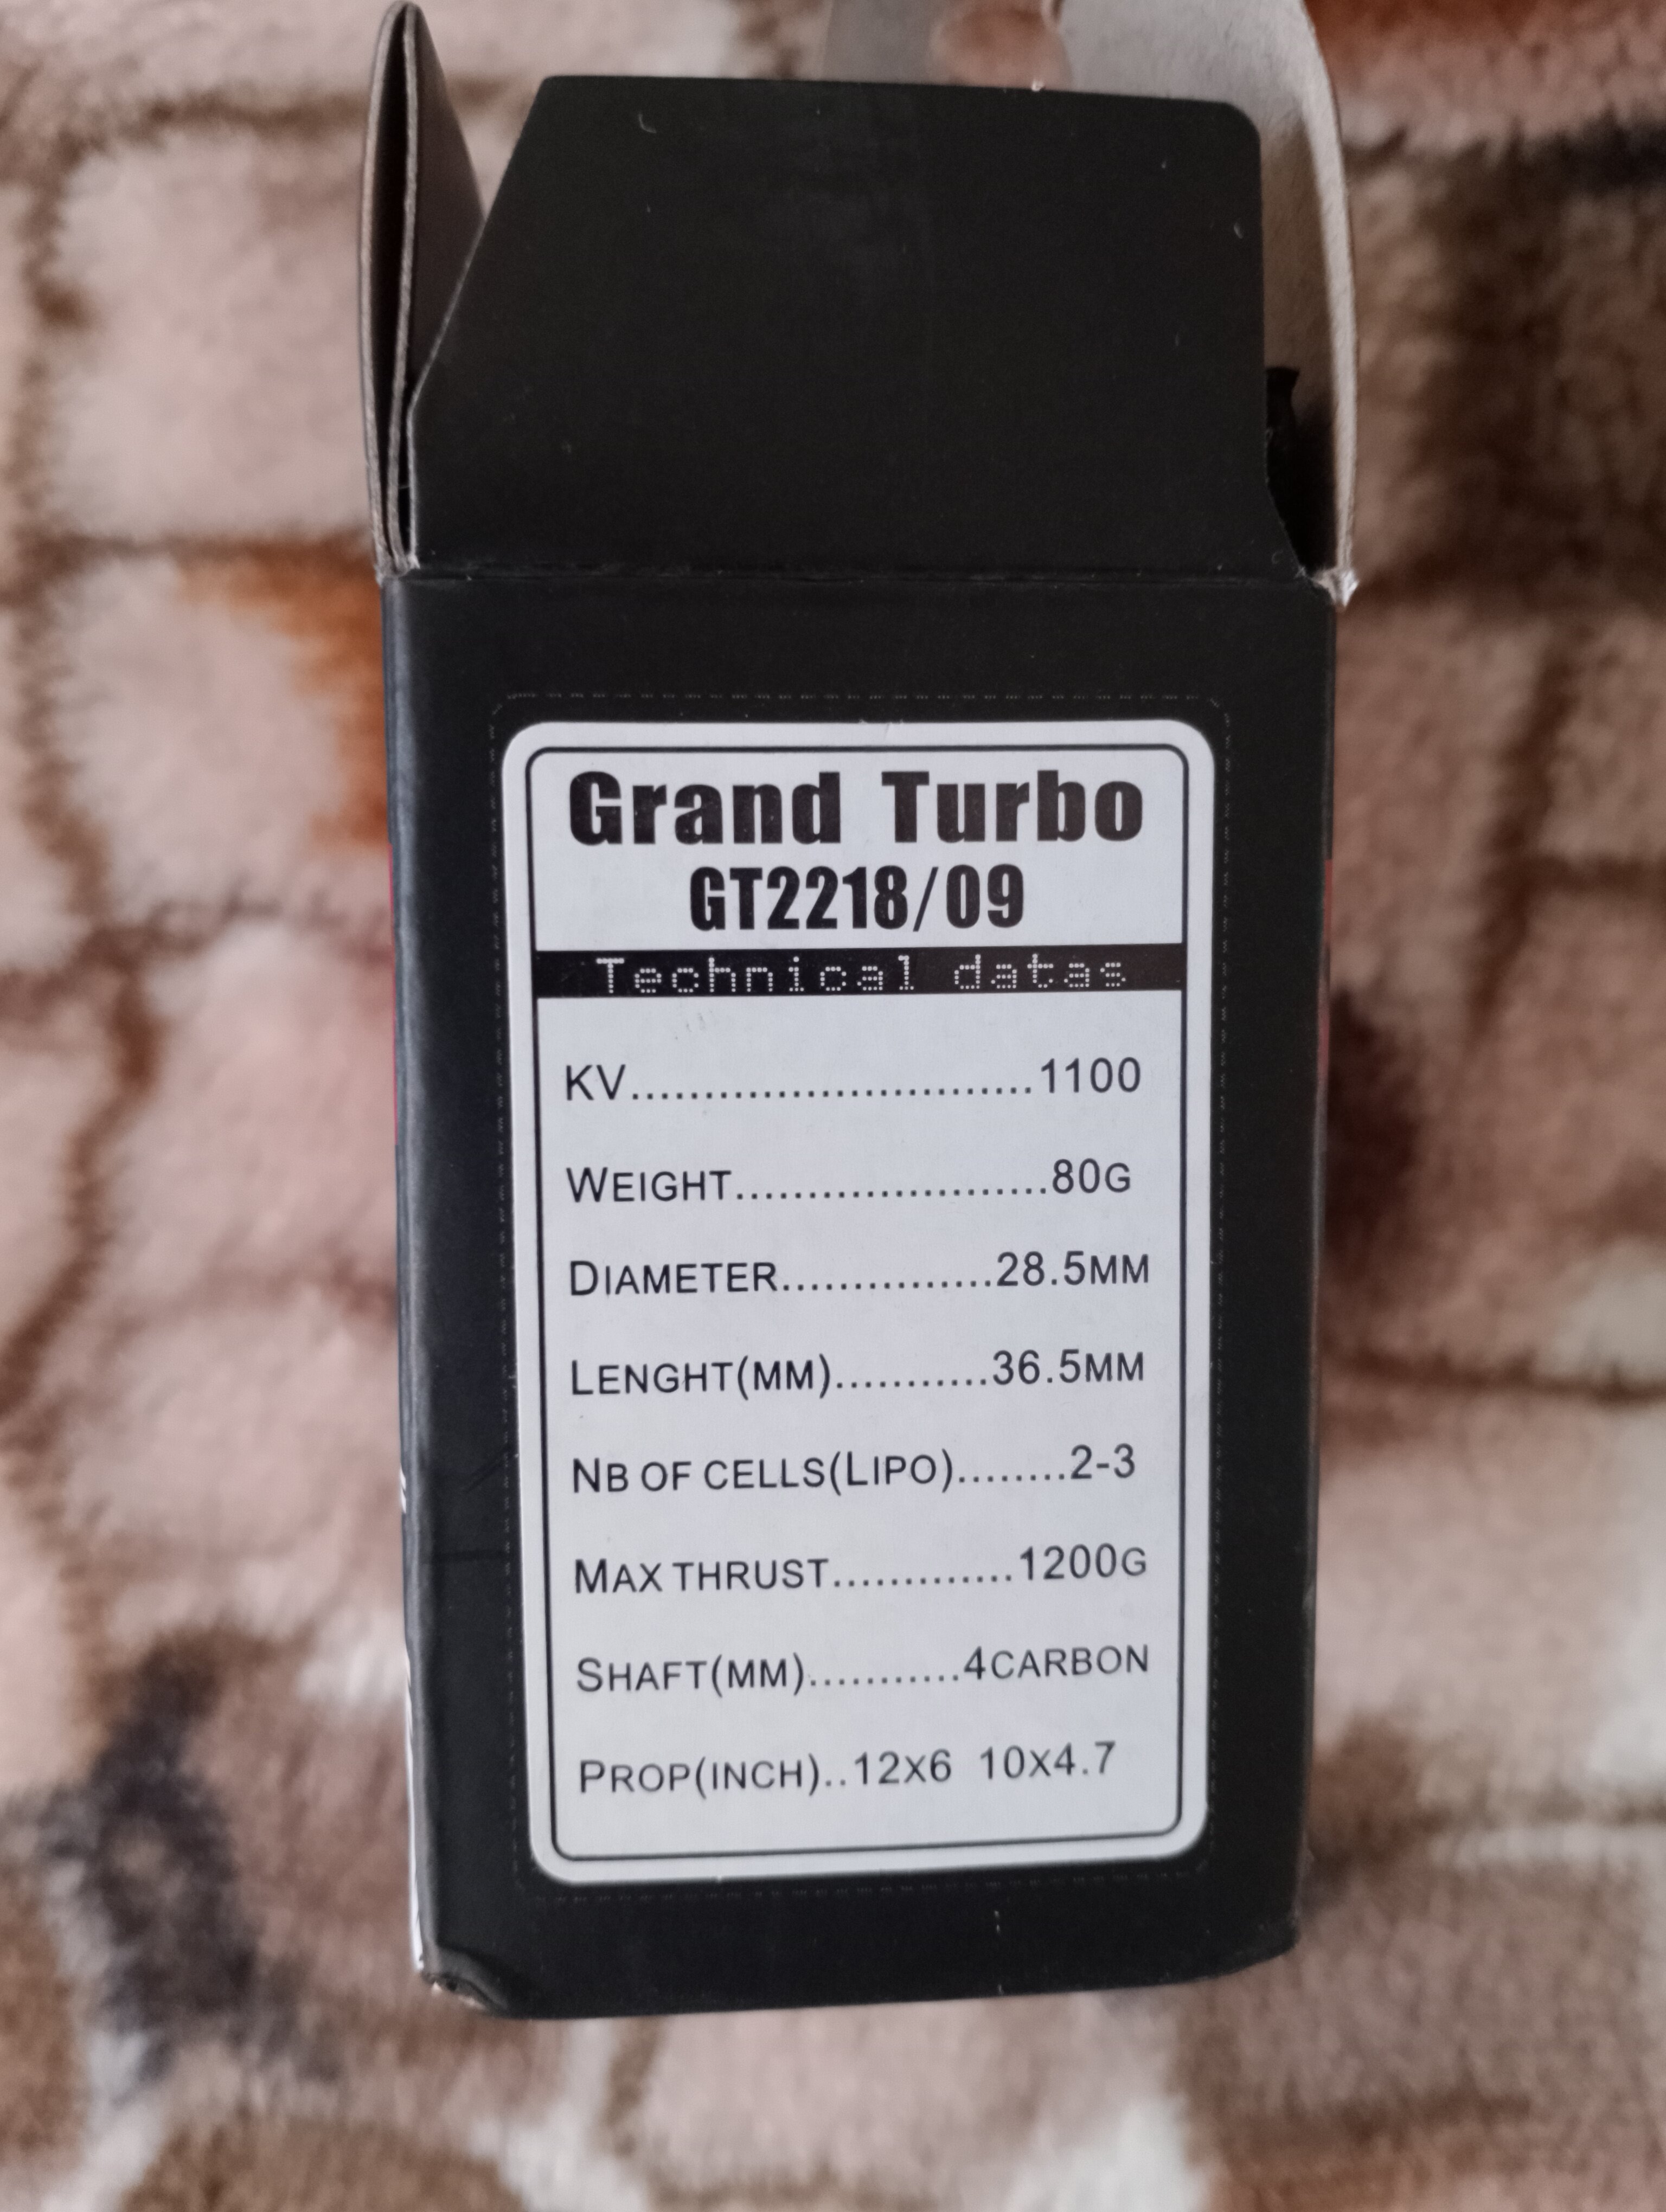 Grand Turbo
GT2218/09
Technical datas
KV............................1100
WEIGHT......................80G
DIAMETER...............28.5MM
LENGHT(MM)...........36.5MM
NB OF CELLS(LIPO)........2-3
MAX THRUST.............1200G
SHAFT(MM)...........4CARBON
PROP(INCH)..12X6 10X4.7